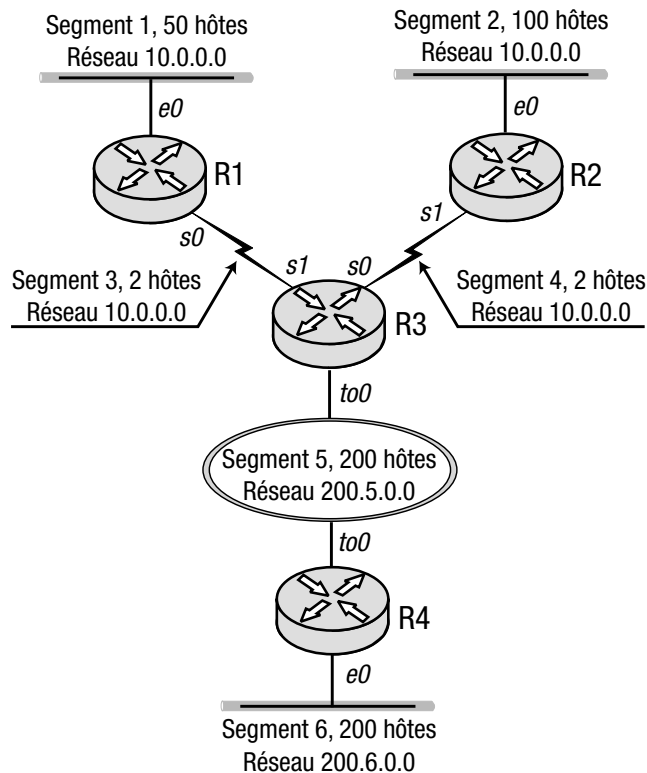 Segment 1, 50 hôtes
Réseau 10.0.0.0
Segment 2, 100 hôtes
Réseau 10.0.0.0
e0
e0
R1
R2
s0
s1
Segment 3, 2 hôtes
Réseau 10.0.0.0
s1
s0
Segment 4, 2 hôtes
Réseau 10.0.0.0
R3
to0
Segment 5, 200 hôtes
Réseau 200.5.0.0
to0
R4
e0
Segment 6, 200 hôtes
Réseau 200.6.0.0